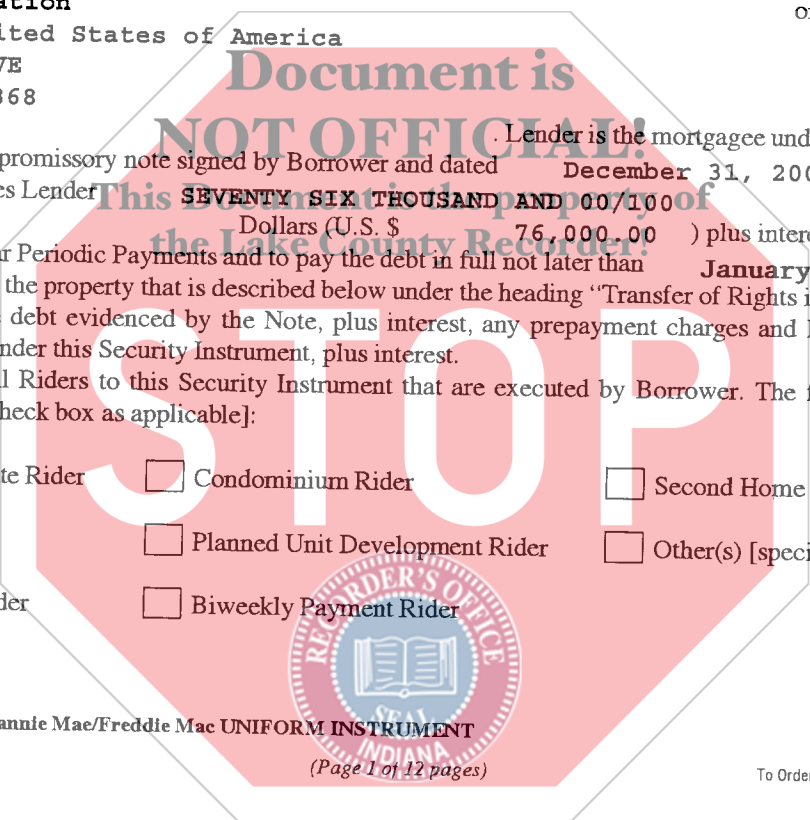 ation
ited States of America
VE
368
Document is
NOT OFFICIAL!
. Lender is the mortgagee und
promissory note signed by Borrower and dated December 31, 200
es Lender SEVENTY SIX THOUSAND AND 00/100
This Document is the property of
Dollars (U.S. $ 76,000.00 ) plus intere
the Lake County Recorder!
r Periodic Payments and to pay the debt in full not later than January
the property that is described below under the heading “Transfer of Rights i
debt evidenced by the Note, plus interest, any prepayment charges and
nder this Security Instrument, plus interest.
l Riders to this Security Instrument that are executed by Borrower. The f
heck box as applicable]:
STOP
te Rider Condominium Rider Second Home
Planned Unit Development Rider Other(s) [speci
der Biweekly Payment Rider
RECORDER'S OFFICE
SEAL
INDIANA
annie Mae/Freddie Mac UNIFORM INSTRUMENT
(Page 1 of 12 pages)
To Order